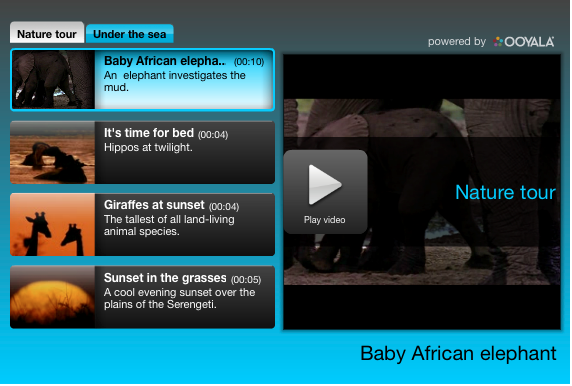 Nature tour
Under the sea
powered by OOYALA
Baby African elepha.. (00:10)
An elephant investigates the
mud.
It's time for bed (00:04)
Hippos at twilight.
Giraffes at sunset (00:04)
The tallest of all land-living
animal species.
Sunset in the grasses (00:05)
A cool evening sunset over the
plains of the Serengeti.
Play video
Nature tour
Baby African elephant